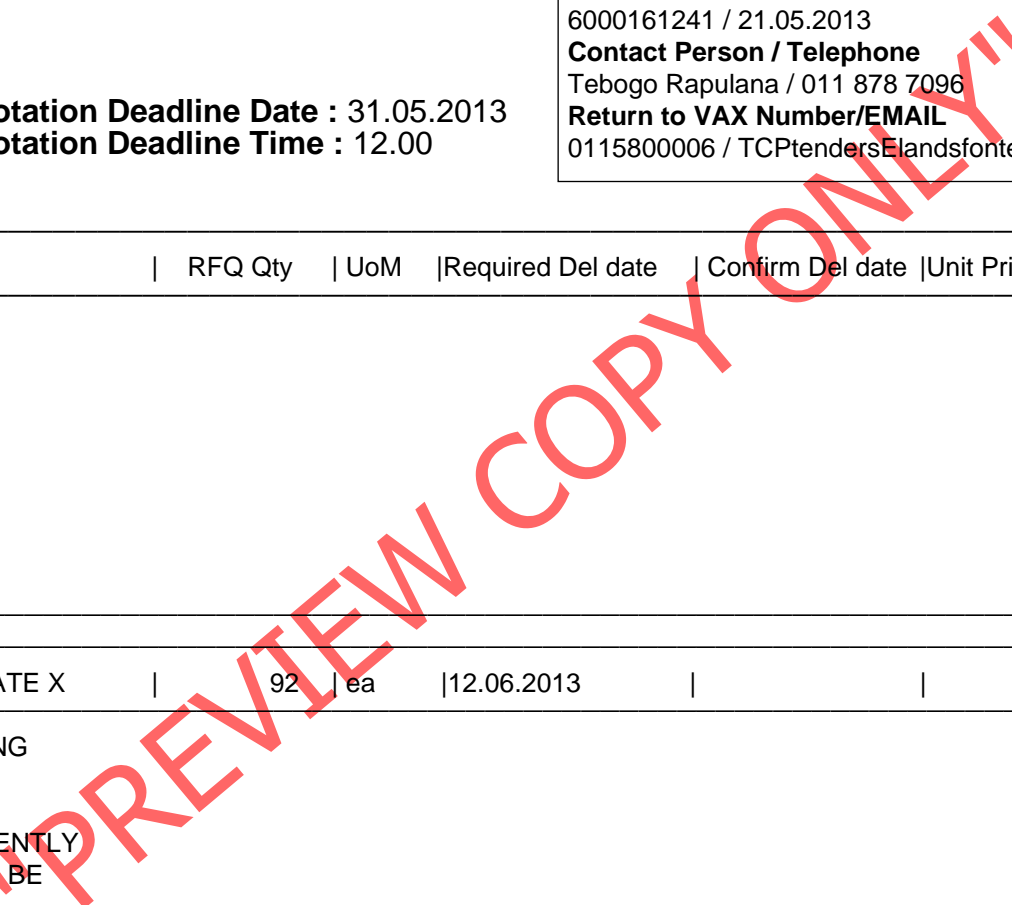 6000161241 / 21.05.2013
Contact Person / Telephone
Tebogo Rapulana / 011 878 7096
Return to VAX Number/EMAIL
0115800006 / TCPtendersElandsfonte
otation Deadline Date : 31.05.2013
otation Deadline Time : 12.00
| RFQ Qty | UoM |Required Del date | Confirm Del date |Unit Pri
ATE X | 92 | ea |12.06.2013 | |
NG
ENTLY
BE
"PREVIEW COPY ONLY"